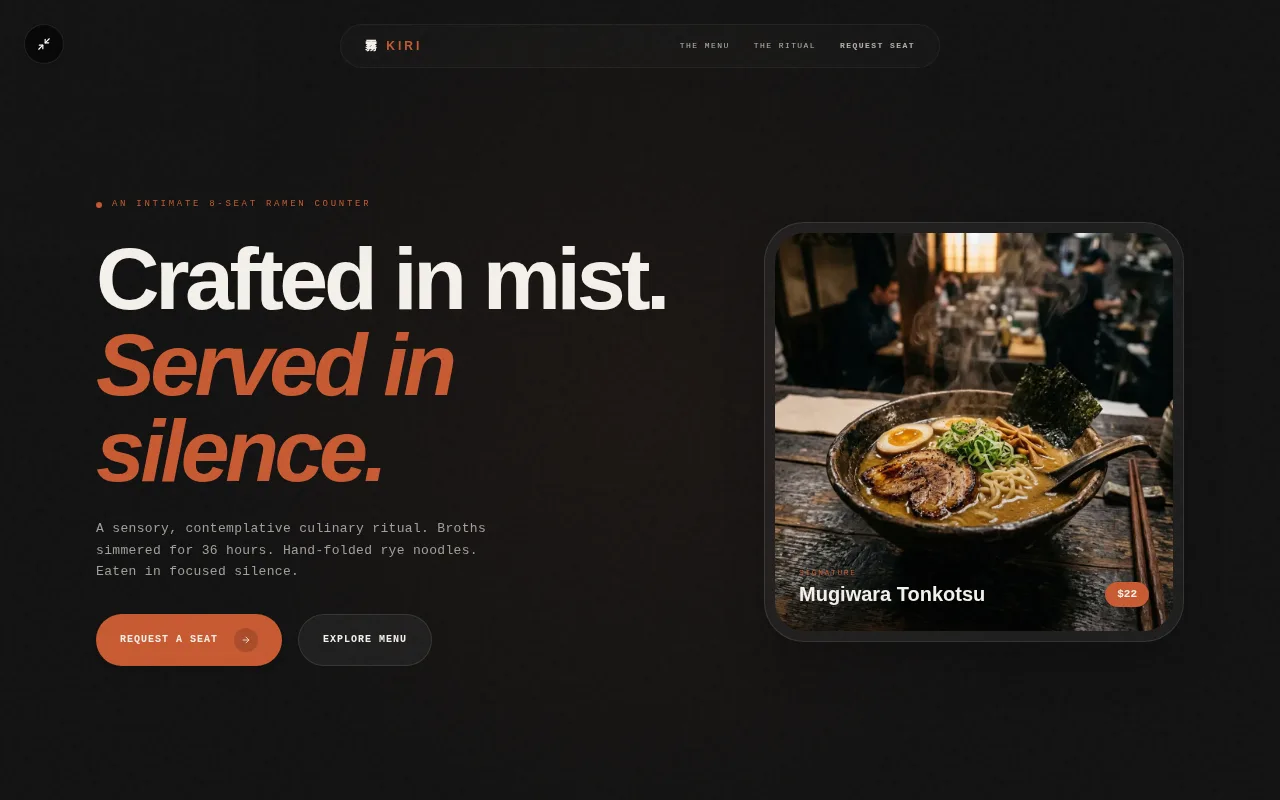 霧 KIRI
THE MENU
THE RITUAL
REQUEST SEAT
AN INTIMATE 8-SEAT RAMEN COUNTER
Crafted in mist.
Served in
silence.
A sensory, contemplative culinary ritual. Broths
simmered for 36 hours. Hand-folded rye noodles.
Eaten in focused silence.
REQUEST A SEAT
EXPLORE MENU
SIGNATURE
Mugiwara Tonkotsu
$22